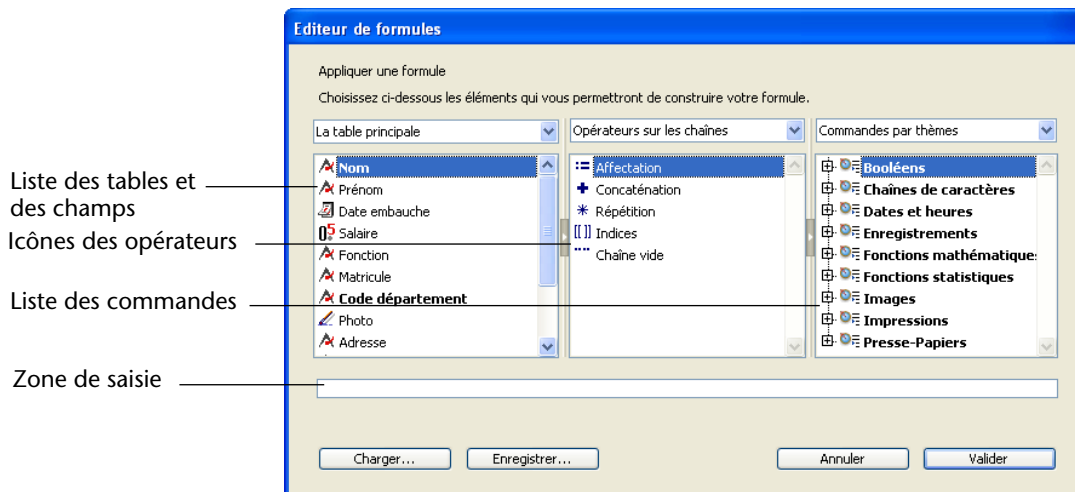 Editeur de formules
Appliquer une formule
Choisissez ci-dessous les éléments qui vous permettront de construire votre formule.
La table principale
Opérateurs sur les chaînes
Commandes par thèmes
Liste des tables et
des champs
Icônes des opérateurs
Liste des commandes
Zone de saisie
Nom
Prénom
Date embauche
Salaire
Fonction
Matricule
Code département
Photo
Adresse
Affectation
Concaténation
Répétition
Indices
Chaîne vide
Booléens
Chaînes de caractères
Dates et heures
Enregistrements
Fonctions mathématique
Fonctions statistiques
Images
Impressions
Presse-Papiers
Charger...
Enregistrer...
Annuler
Valider